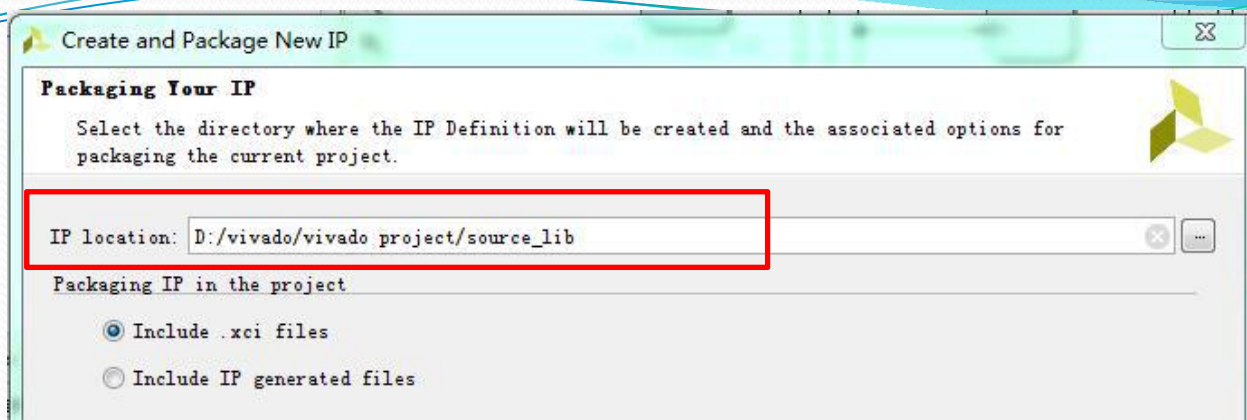 Create and Package New IP
Packaging Your IP
Select the directory where the IP Definition will be created and the associated options for
packaging the current project.
IP location: D:/vivado/vivado project/source_lib
...
Packaging IP in the project
Include .xci files
Include IP generated files